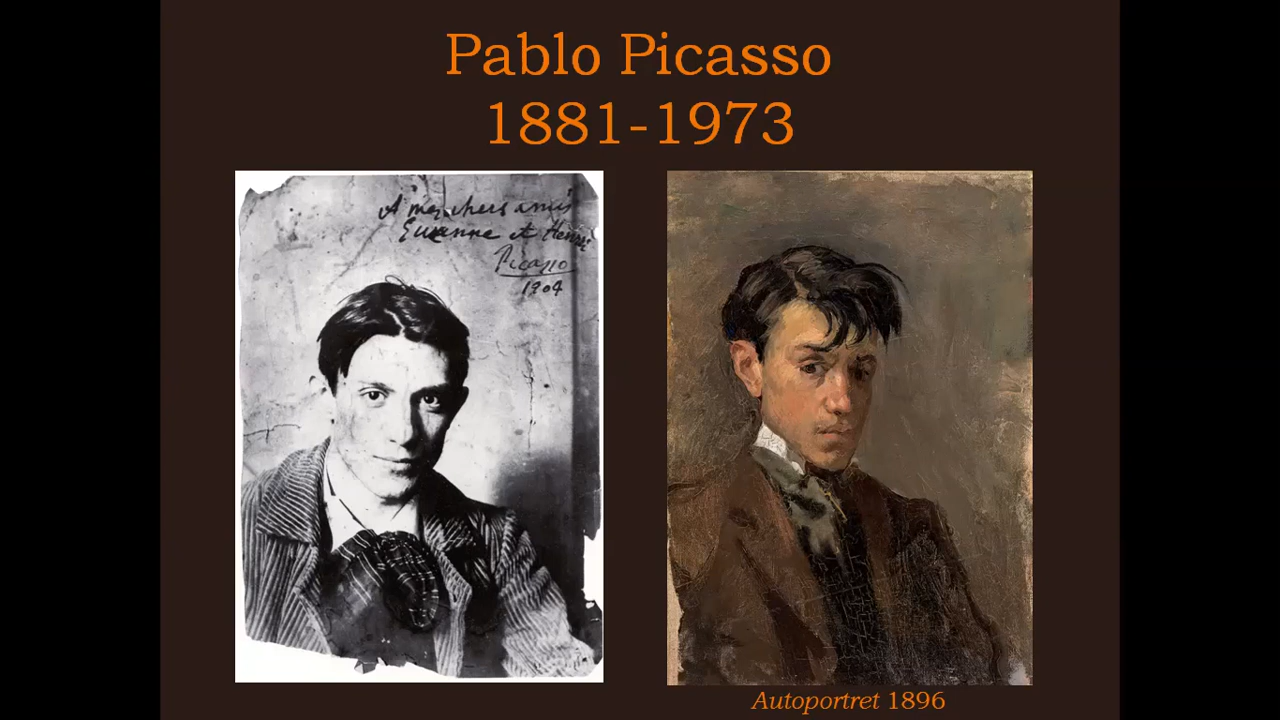 Pablo Picasso
1881-1973
A mes chers amis
Suzanne et Henri
Picasso
1904
Autoportret 1896